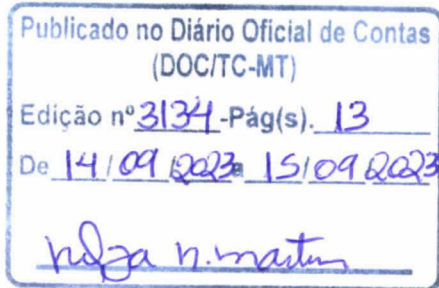 Publicado no Diário Oficial de Contas
(DOC/TC-MT)
Edição nº 3134 -Pág(s). 13
De 14/09/2023 a 15/09/2023
n. martins